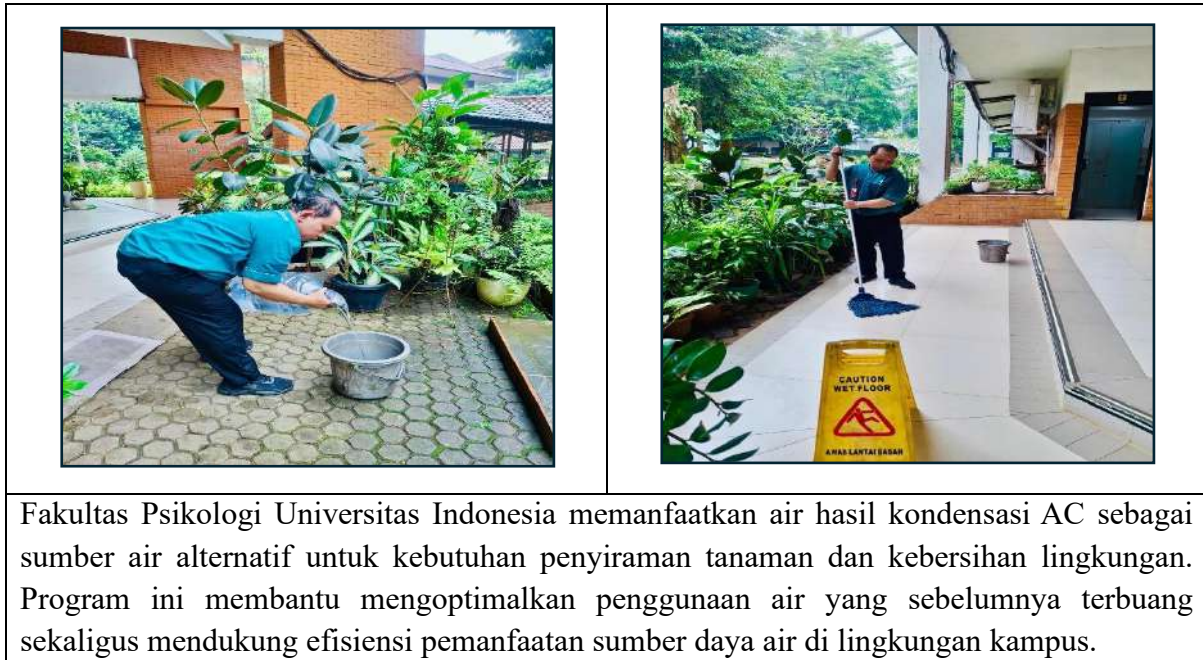 CAUTION
WET FLOOR
AWAS LANTAI BASAH
Fakultas Psikologi Universitas Indonesia memanfaatkan air hasil kondensasi AC sebagai
sumber air alternatif untuk kebutuhan penyiraman tanaman dan kebersihan lingkungan.
Program ini membantu mengoptimalkan penggunaan air yang sebelumnya terbuang
sekaligus mendukung efisiensi pemanfaatan sumber daya air di lingkungan kampus.